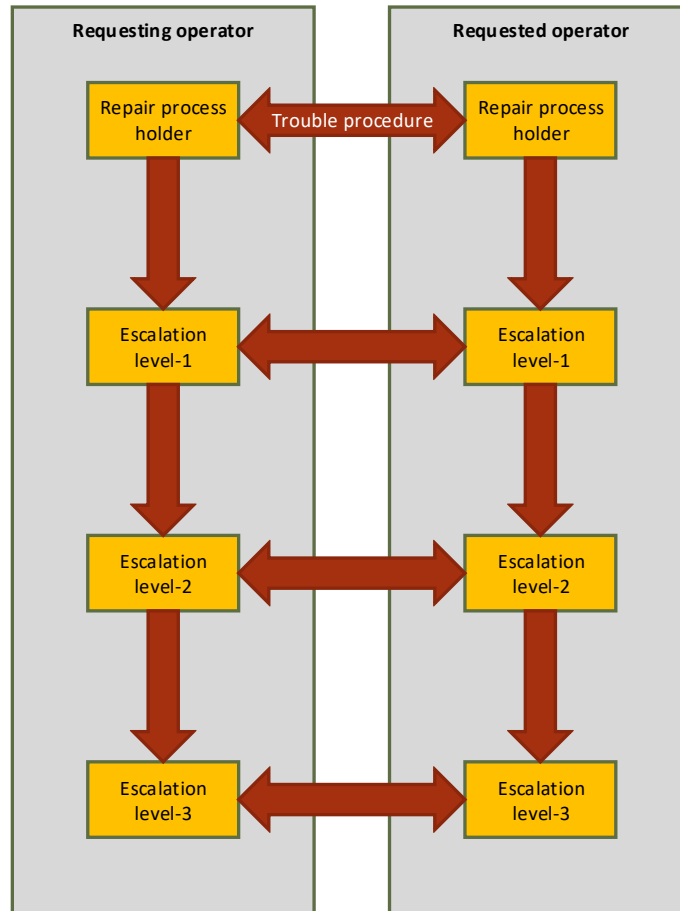 Requesting operator
Requested operator
Repair process
holder
Trouble procedure
Repair process
holder
Escalation
level-1
Escalation
level-1
Escalation
level-2
Escalation
level-2
Escalation
level-3
Escalation
level-3